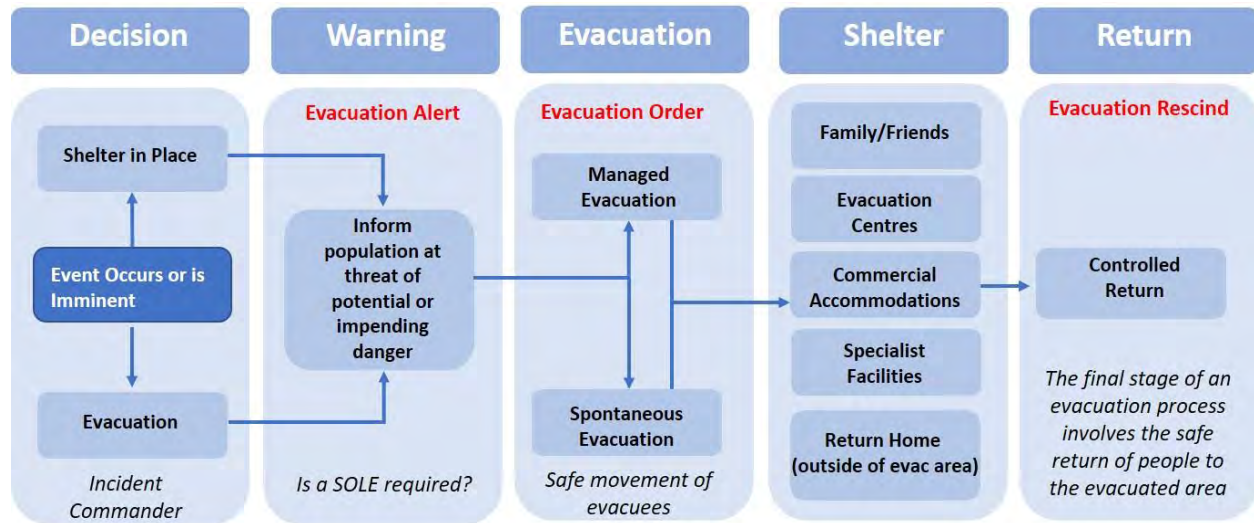 Decision
Warning
Evacuation
Shelter
Return
Shelter in Place
Event Occurs or is
Imminent
Evacuation
Incident
Commander
Evacuation Alert
Inform
population at
threat of
potential or
impending
danger
Is a SOLE required?
Evacuation Order
Managed
Evacuation
Spontaneous
Evacuation
Safe movement of
evacuees
Family/Friends
Evacuation
Centres
Commercial
Accommodations
Specialist
Facilities
Return Home
(outside of evac area)
Evacuation Rescind
Controlled
Return
The final stage of an
evacuation process
involves the safe
return of people to
the evacuated area